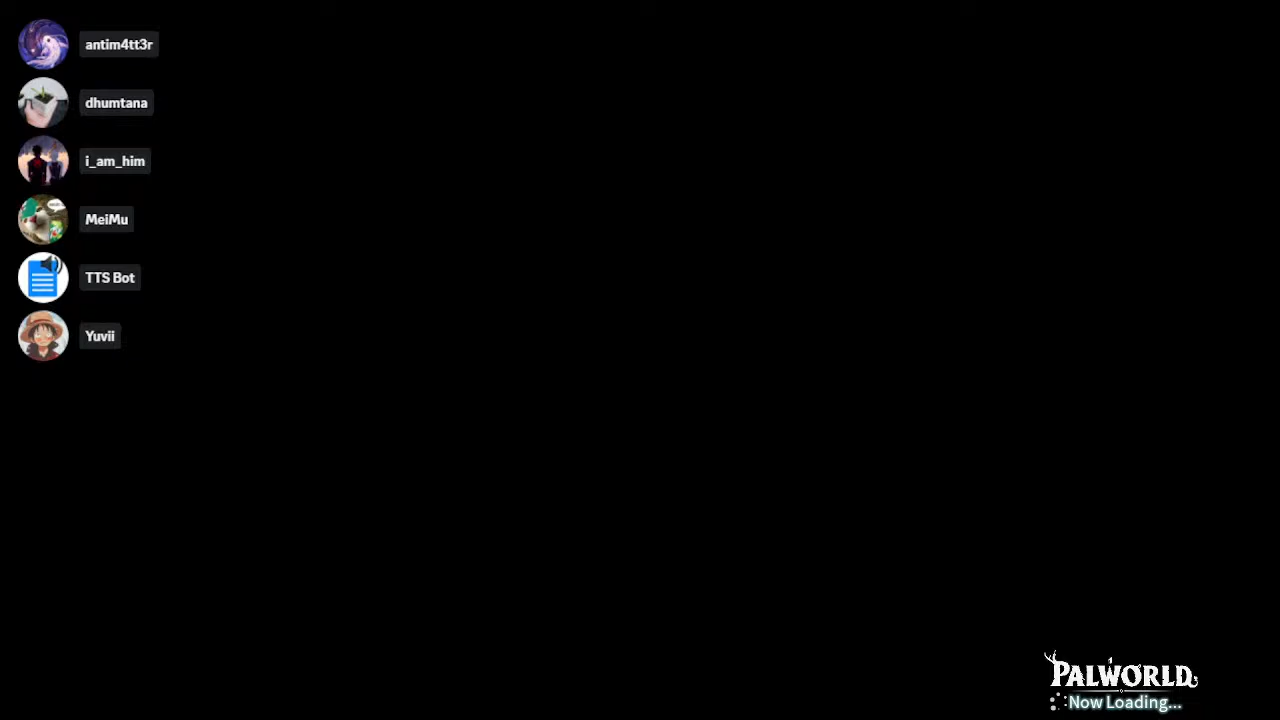 antim4tt3r
dhumtana
i_am_him
MeiMu
TTS Bot
Yuvii
PALWORLD
Now Loading...